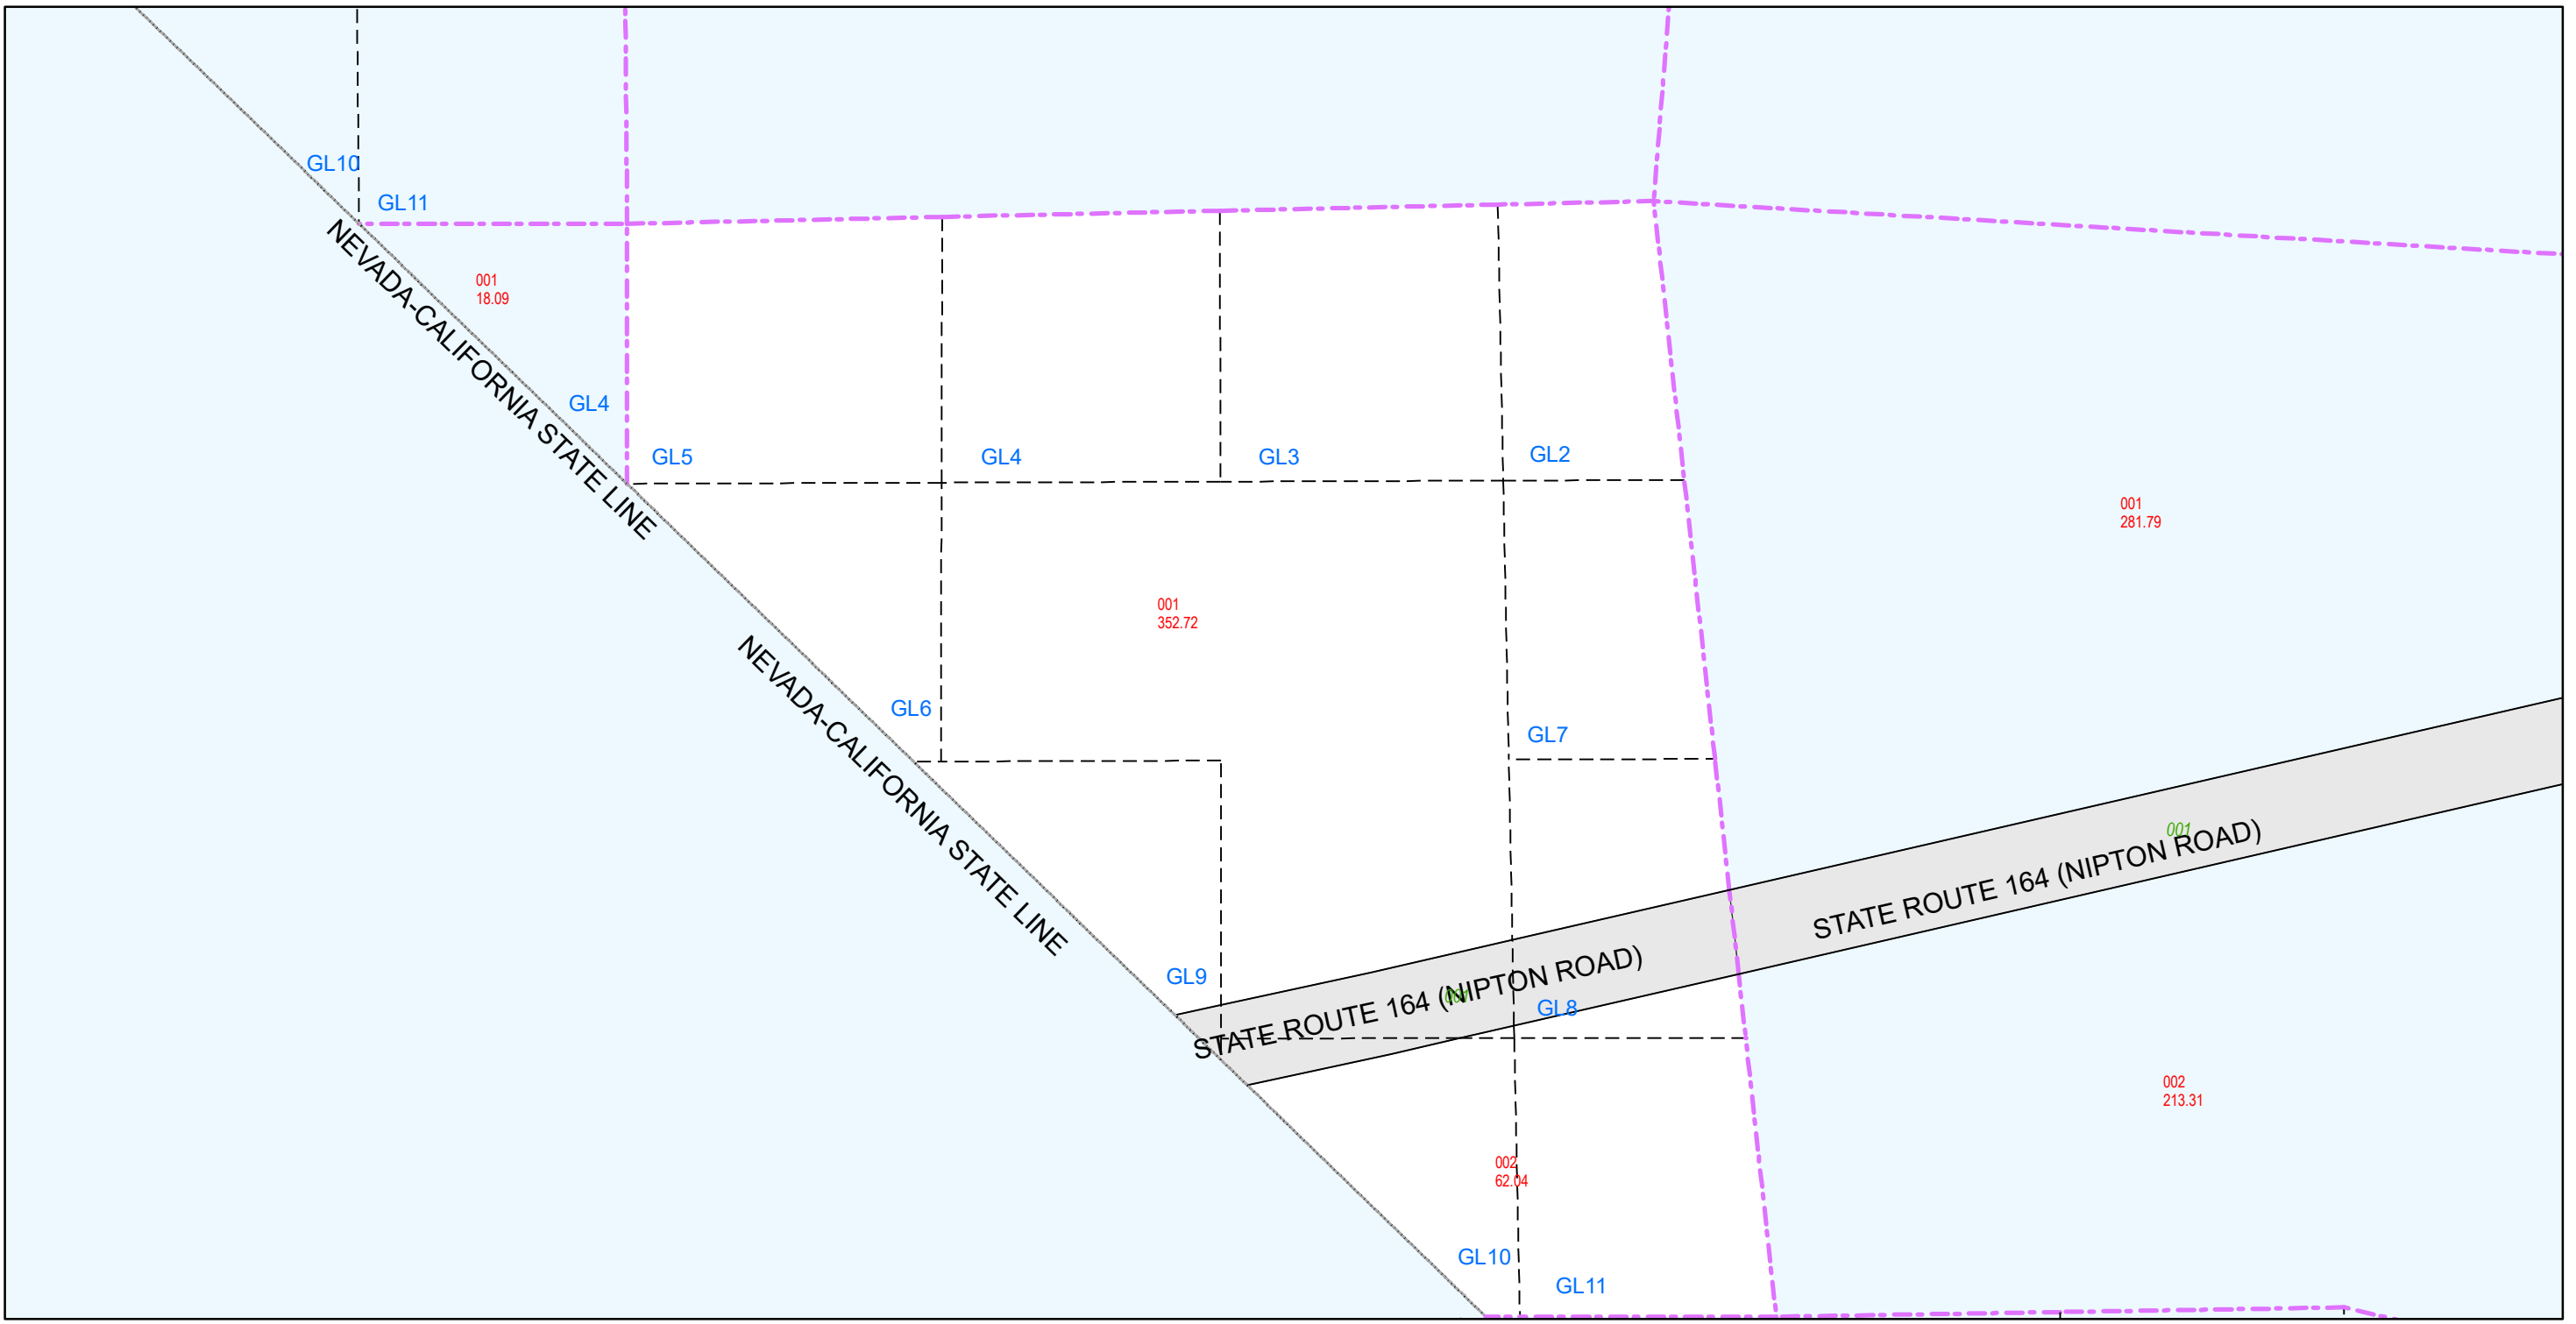 GL10
GL11
NEVADA-CALIFORNIA STATE LINE
001
18.09
GL4
GL5
GL4
GL3
GL2
001
281.79
001
352.72
NEVADA-CALIFORNIA STATE LINE
GL6
GL7
001
STATE ROUTE 164 (NIPTON ROAD)
GL9
001
STATE ROUTE 164 (NIPTON ROAD)
GL8
002
213.31
002
62.04
GL10
GL11